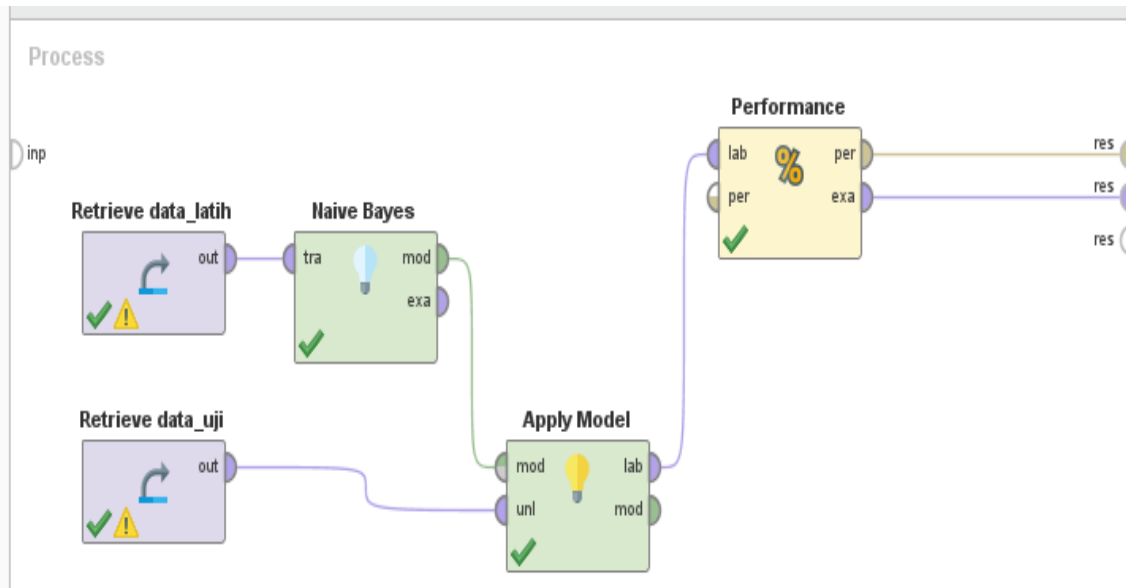 Process
inp
Retrieve data_latih
out
Naive Bayes
tra
mod
exa
Performance
%
lab
per
per
exa
res
res
res
Retrieve data_uji
out
Apply Model
mod
lab
unl
mod